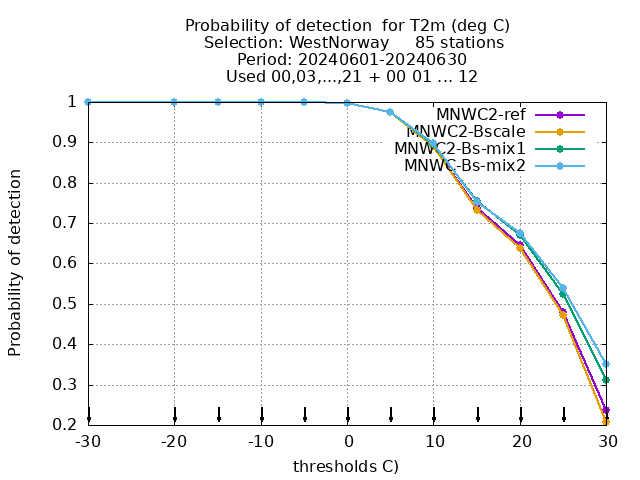 Probability of detection  for T2m (deg C)
Selection: WestNorway     85 stations
Period: 20240601-20240630
Used 00,03,...,21 + 00 01 ... 12
MNWC2-ref
MNWC2-Bscale
MNWC2-Bs-mix1
MNWC-Bs-mix2
Probability of detection
1
0.9
0.8
0.7
0.6
0.5
0.4
0.3
0.2
-30 -20 -10 0 10 20 30
thresholds C)